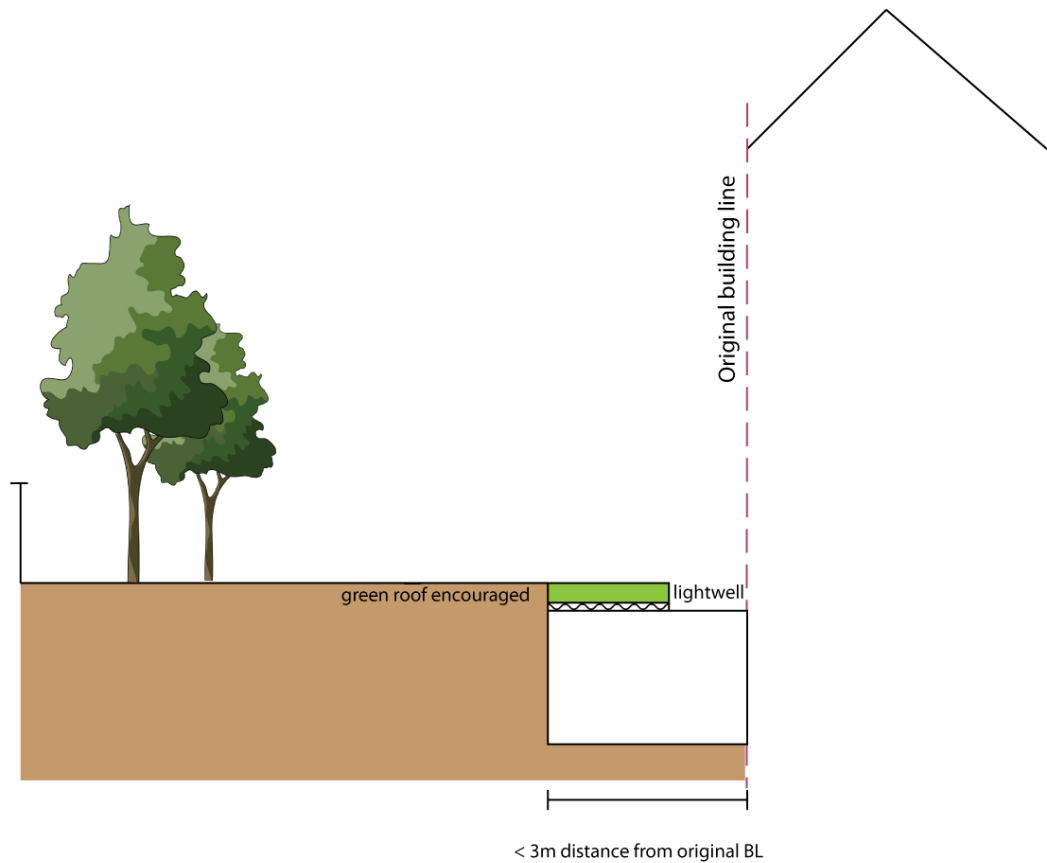 Original building line
green roof encouraged
lightwell
< 3m distance from original BL